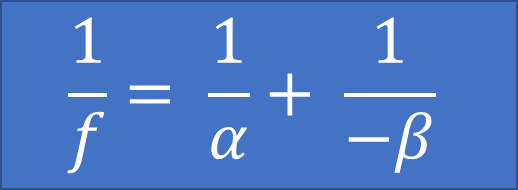 1/f = 1/α + 1/−β